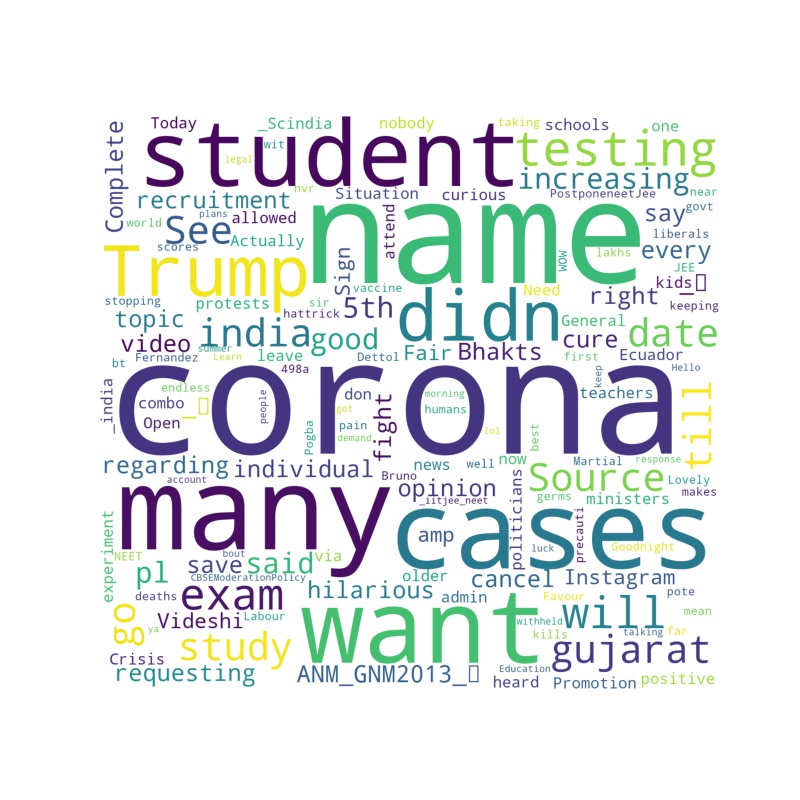 Today
_Scindia
nobody
taking
schools
one
student
wit
legal
testing
Complete
nvr
Situation
curious
increasing
PostponeneetJee
near
recruitment
allowed
name
say
govt
world
plans
See
attend
WOW
liberals
scores
Actually
Sign
lakhs
every
JEE
Trump
vaccine
Need
right
kids_
stopping
protests
sir
5th
didn
keeping
topic
hattrick
General
date
video
india
good
cure
bt
Fernandez
summer
Learn
leave
Dettol
Fair
Bhakts
first
Ecuador
498a
keep
Hello
_india
endless
people
corona
don
morning
teachers
till
combo
_
got
humans
Open
Pogba
pain
demand
fight
lol
best
regarding
individual
news
well
now
Martial
response
account
Bruno
many
opinion
_iitjee_neet
Source
Lovely
germs
ministers
makes
politicians
cases
amp
luck
precauti
Goodnight
experiment
NEET
bout
save
said
via
CBSEModerationPolicy
older
cancel
Instagram
pl
deaths
exam
hilarious
admin
Favour
pote
go
Videshi
Labour
want
withheld
will
mean
ya
kills
talking
far
study
Crisis
gujarat
requesting
ANM_GNM2013_
Education
heard
Promotion
positive